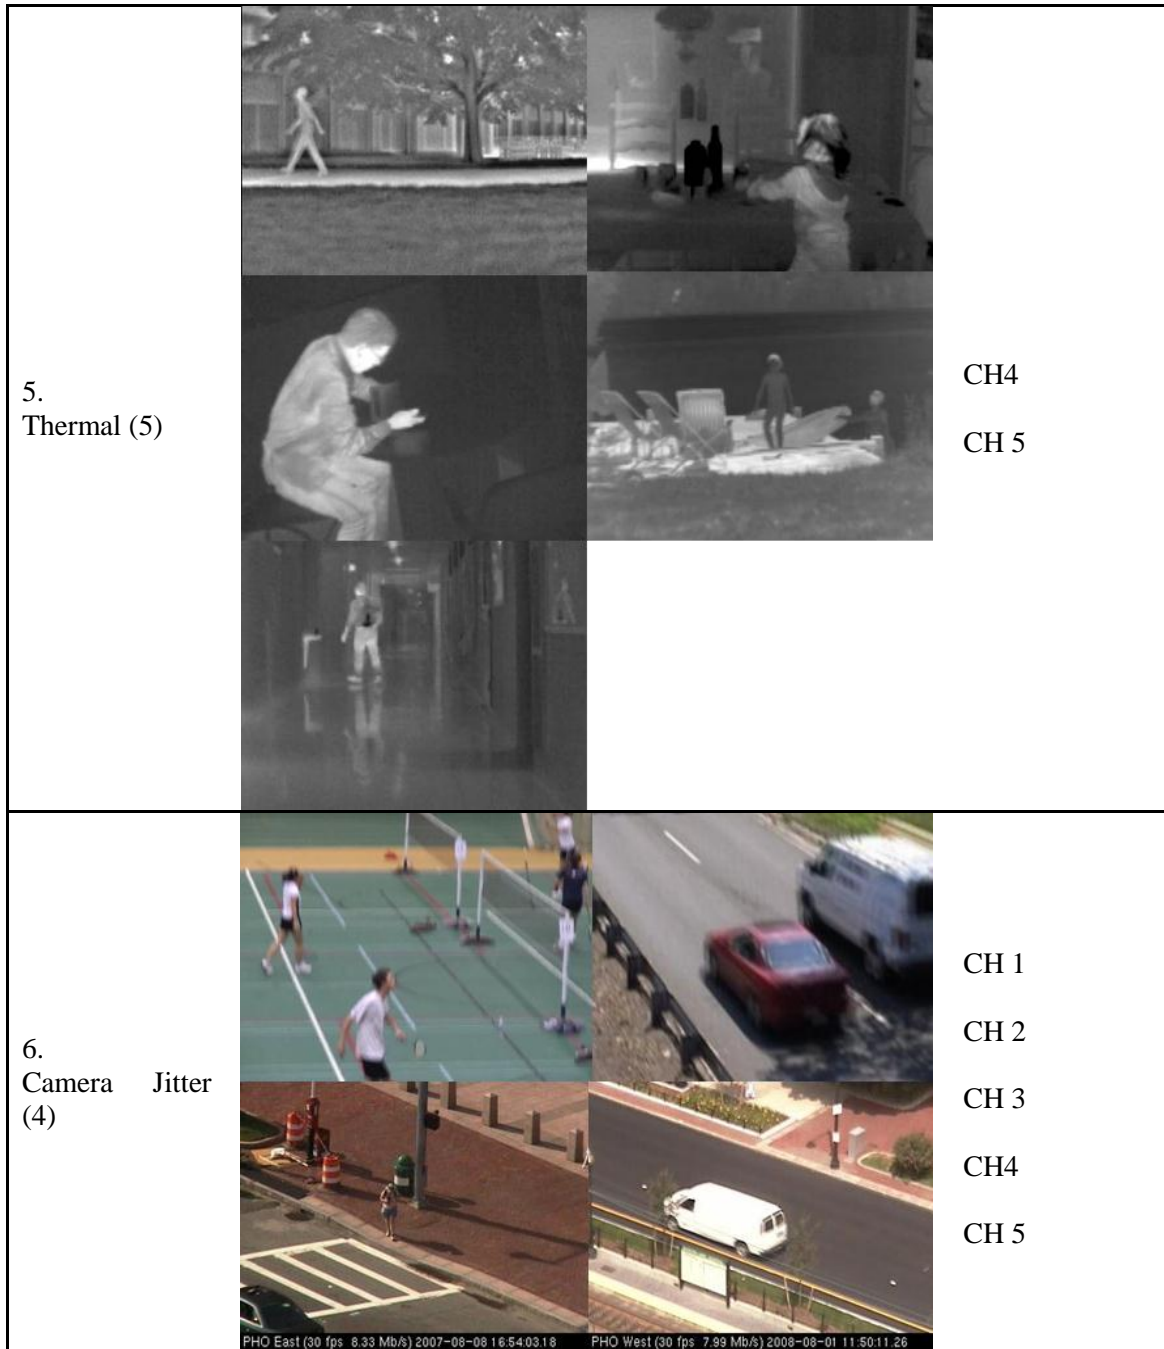 5.
Thermal (5)
CH4
CH 5
6.
Camera Jitter
(4)
CH 1
CH 2
CH 3
CH4
CH 5
PHO East (30 fps 8.33 Mb/s) 2007-08-08 16:54:03.18
PHO West (30 fps 7.99 Mb/s) 2008-08-01 11:50:11.26